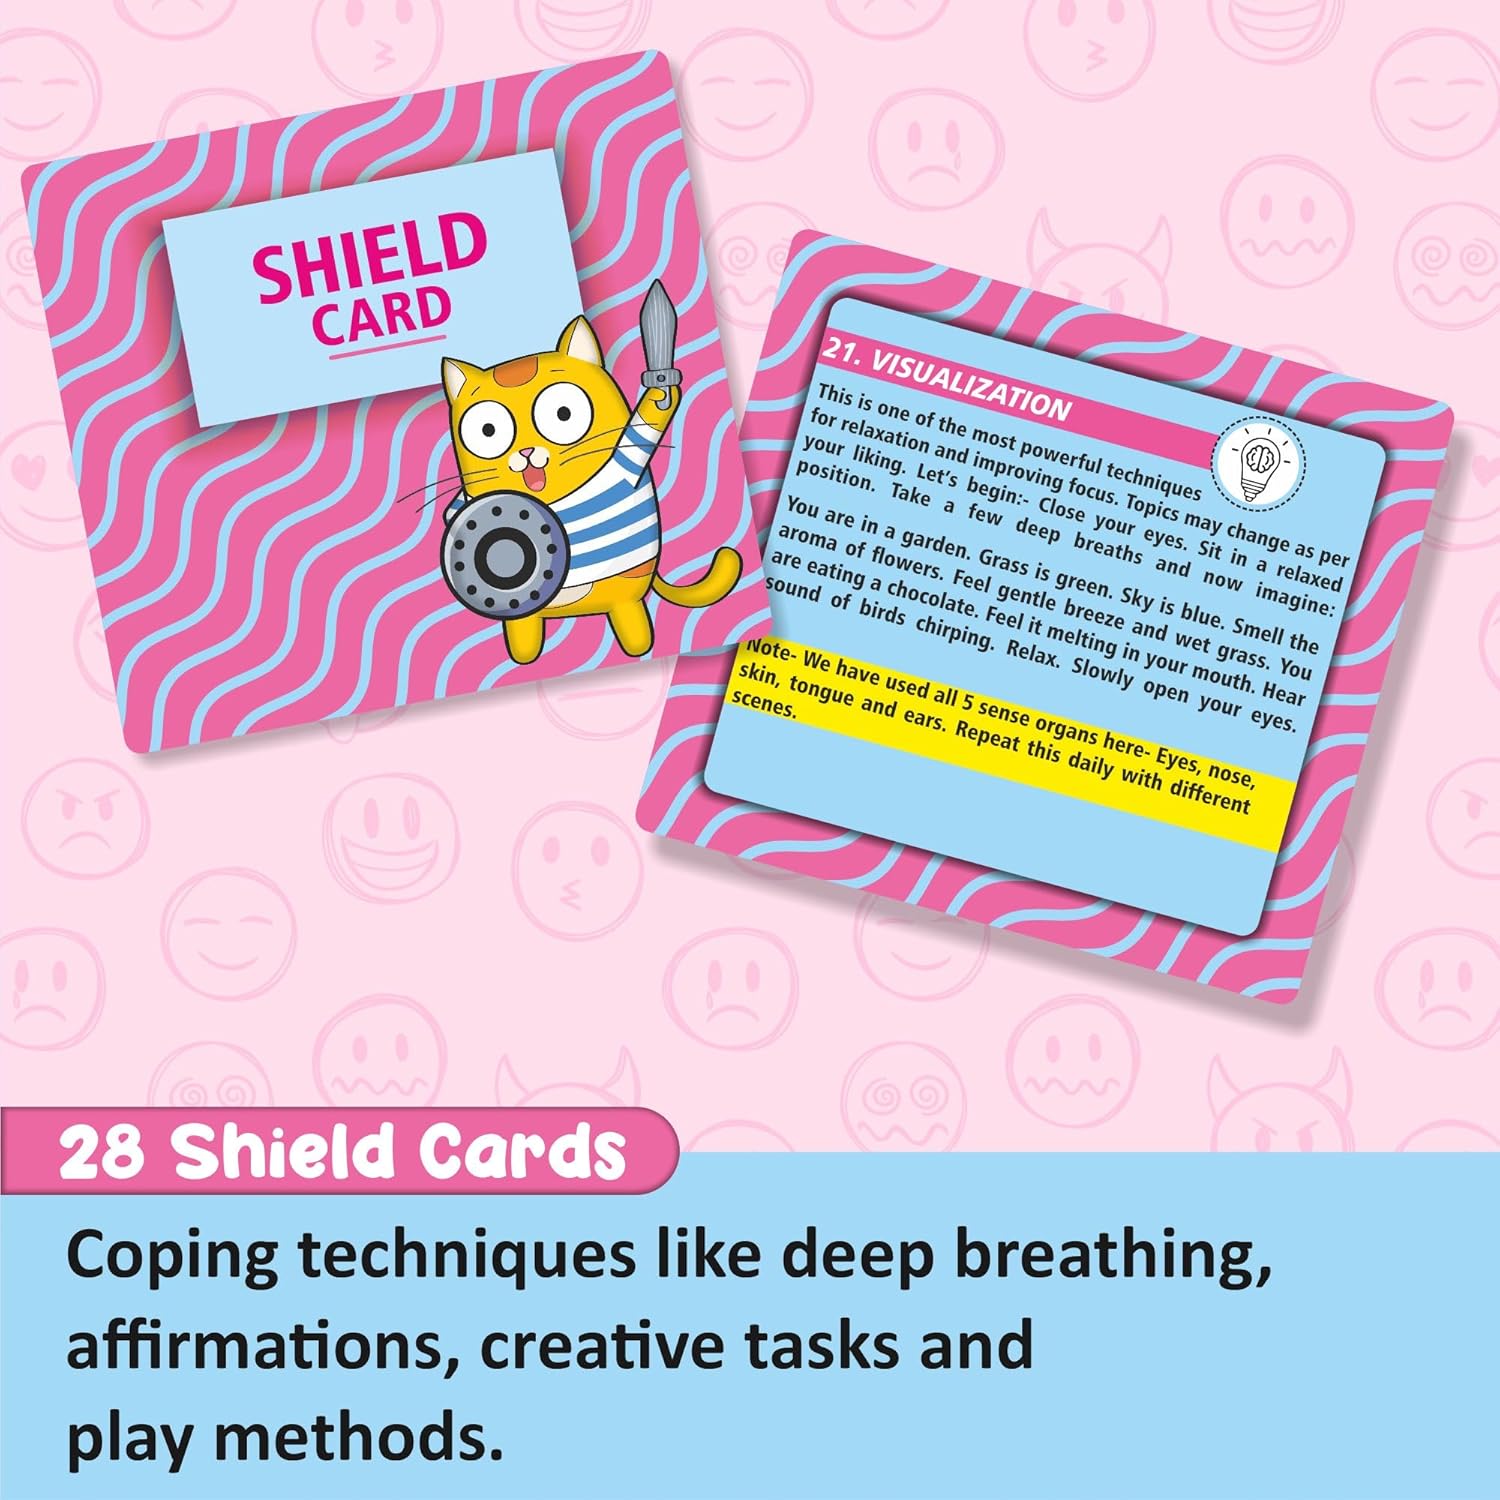 SHIELD
CARD
21. VISUALIZATION
This is one of the most powerful techniques
for relaxation and improving focus. Topics may change as per
your liking. Let's begin:- Close your eyes. Sit in a relaxed
position. Take a few deep breaths and now imagine:
You are in a garden. Grass is green. Sky is blue. Smell the
aroma of flowers. Feel gentle breeze and wet grass. You
are eating a chocolate. Feel it melting in your mouth. Hear
sound of birds chirping. Relax. Slowly open your eyes.
Note- We have used all 5 sense organs here- Eyes, nose,
skin, tongue and ears. Repeat this daily with different
scenes.
28 Shield Cards
Coping techniques like deep breathing,
affirmations, creative tasks and
play methods.